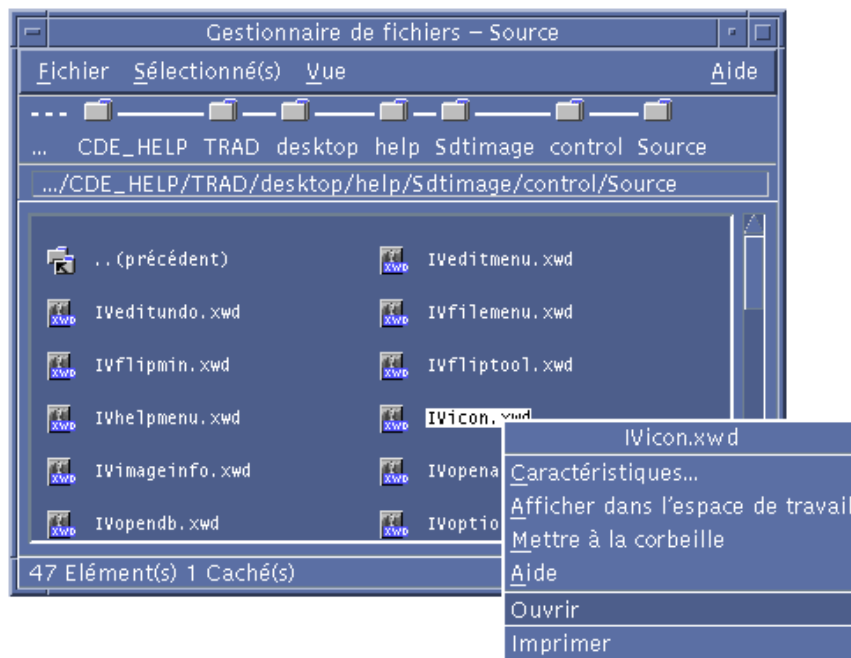 Gestionnaire de fichiers – Source
Fichier Sélectionné(s) Vue Aide
... CDE_HELP TRAD desktop help Sdtimage control Source
.../CDE_HELP/TRAD/desktop/help/Sdtimage/control/Source
..(précédent) IVeditmenu.xwd
IVeditundo.xwd IVfilemenu.xwd
IVflipmin.xwd IVfliptool.xwd
IVhelpmenu.xwd IVicon.xwd
IVimageinfo.xwd IVopena
IVopendb.xwd IVoptio
47 Elément(s) 1 Caché(s)
IVicon.xwd
Caractéristiques...
Afficher dans l'espace de travail
Mettre à la corbeille
Aide
Ouvrir
Imprimer